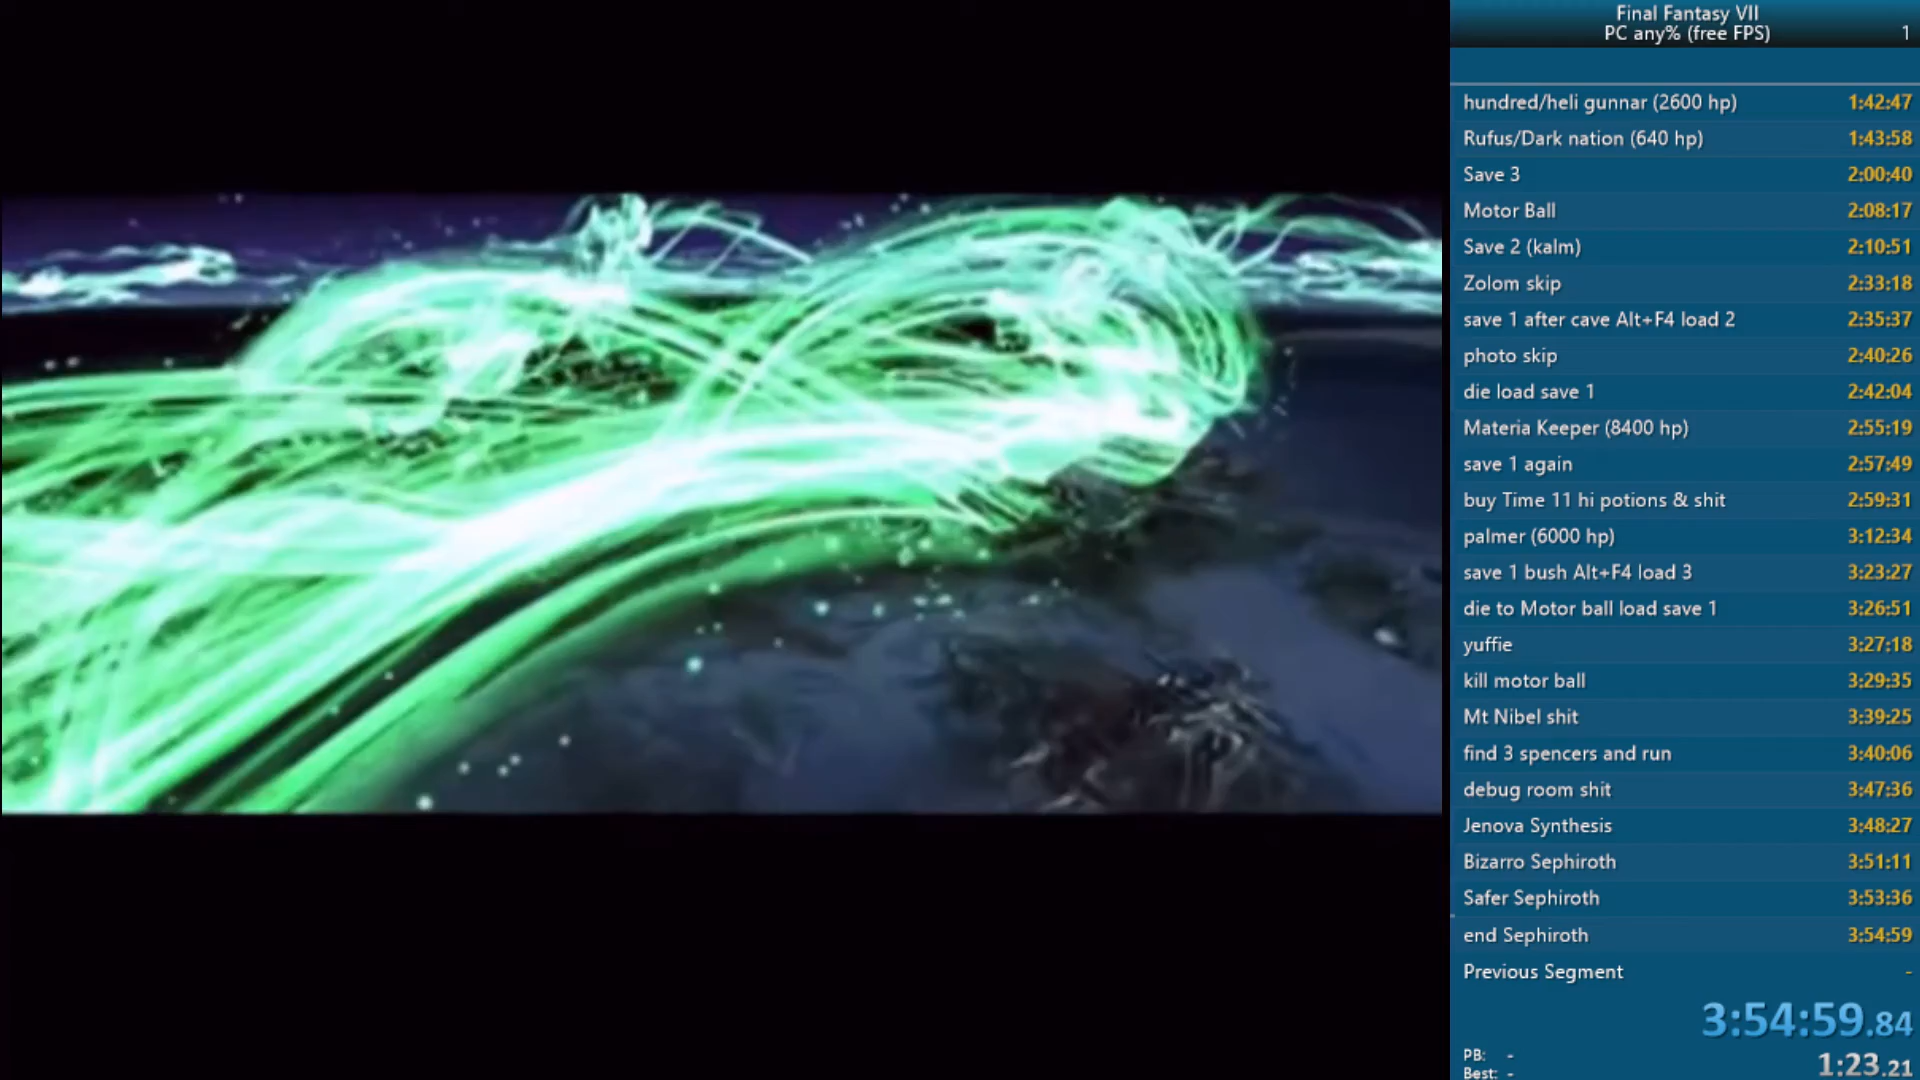 Final Fantasy VII
PC any% (free FPS) 1
hundred/heli gunnar (2600 hp) 1:42:47
Rufus/Dark nation (640 hp) 1:43:58
Save 3 2:00:40
Motor Ball 2:08:17
Save 2 (kalm) 2:10:51
Zolom skip 2:33:18
save 1 after cave Alt+F4 load 2 2:35:37
photo skip 2:40:26
die load save 1 2:42:04
Materia Keeper (8400 hp) 2:55:19
save 1 again 2:57:49
buy Time 11 hi potions & shit 2:59:31
palmer (6000 hp) 3:12:34
save 1 bush Alt+F4 load 3 3:23:27
die to Motor ball load save 1 3:26:51
yuffie 3:27:18
kill motor ball 3:29:35
Mt Nibel shit 3:39:25
find 3 spencers and run 3:40:06
debug room shit 3:47:36
Jenova Synthesis 3:48:27
Bizarro Sephiroth 3:51:11
Safer Sephiroth 3:53:36
end Sephiroth 3:54:59
Previous Segment -
3:54:59.84
PB: -
Best: - 1:23.21